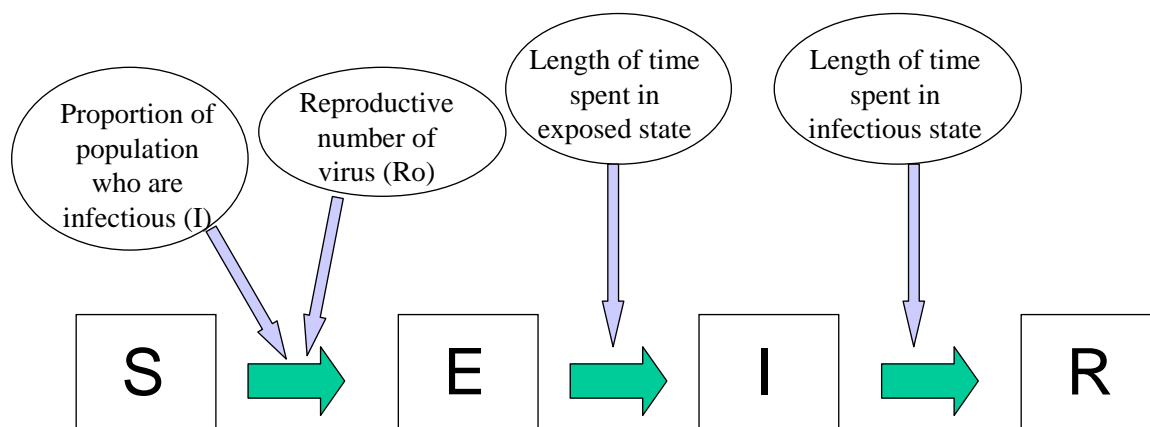 Proportion of
population
who are
infectious (I)
Reproductive
number of
virus (Ro)
Length of time
spent in
exposed state
Length of time
spent in
infectious state
S
E
I
R